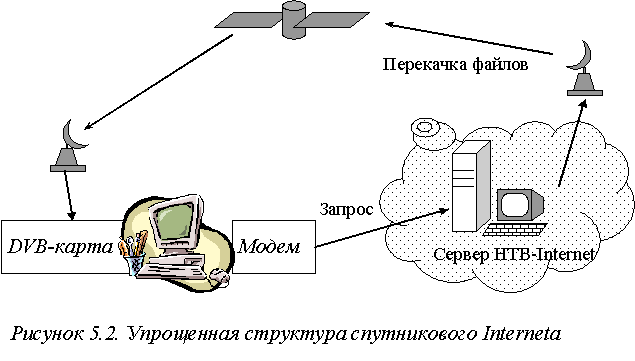 Перекачка файлов
Запрос
DVB-карта
Модем
Сервер НТВ-Internet
Рисунок 5.2. Упрощенная структура спутникового Interneta